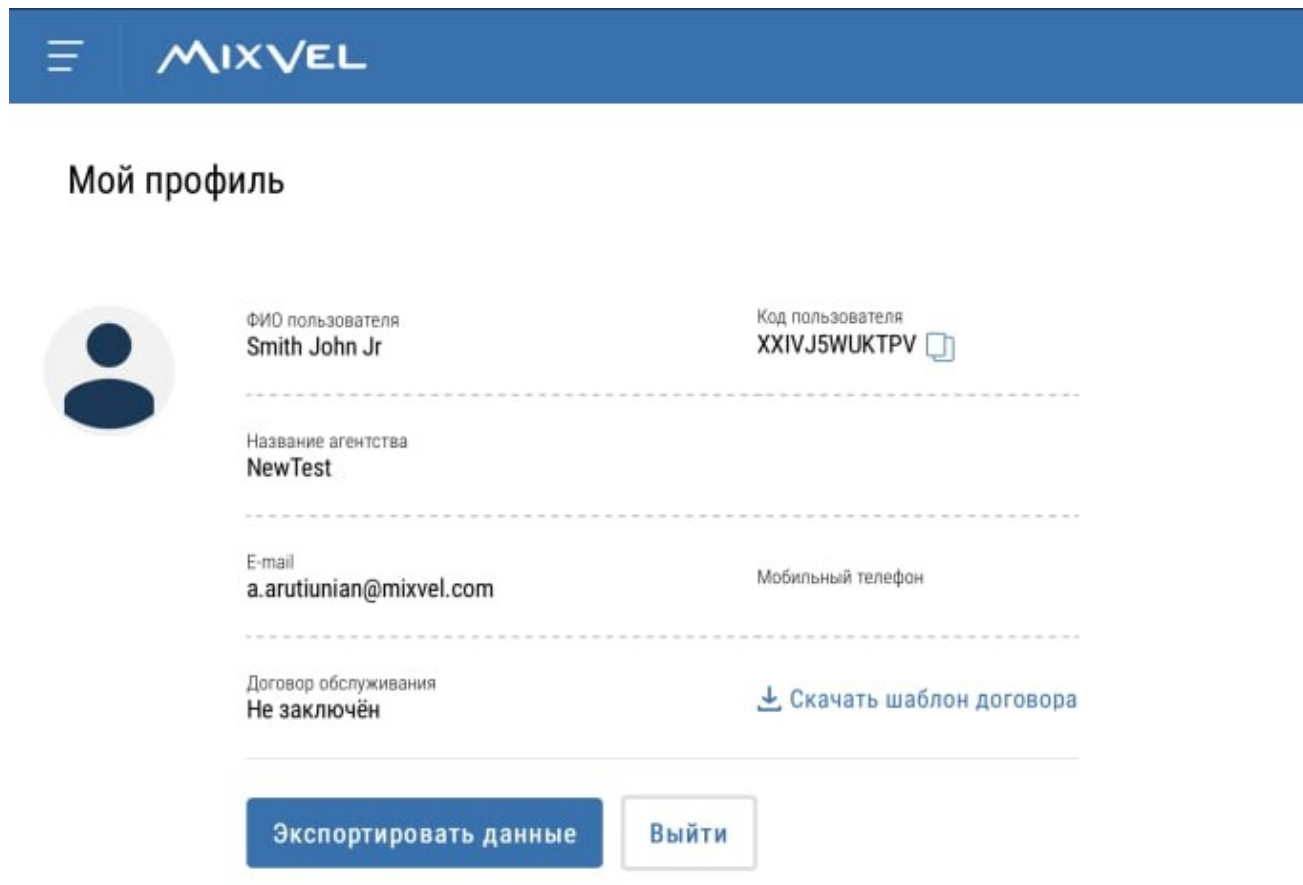 MIXVEL
Мой профиль
ФИО пользователя
Smith John Jr
Код пользователя
XXIVJ5WUKTPV
Название агентства
NewTest
E-mail
a.arutiunian@mixvel.com
Мобильный телефон
Договор обслуживания
Не заключён
Скачать шаблон договора
Экспортировать данные
Выйти